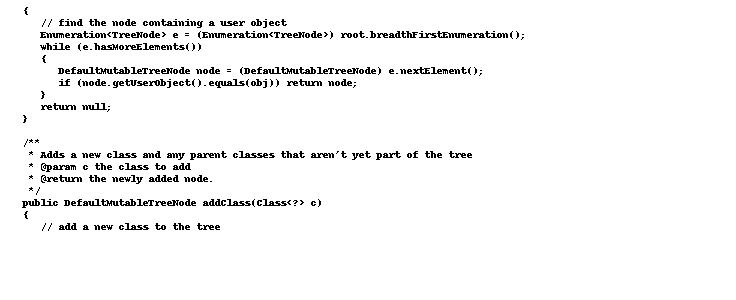 {
// find the node containing a user object
Enumeration<TreeNode> e = (Enumeration<TreeNode>) root.breadthFirstEnumeration();
while (e.hasMoreElements())
{
DefaultMutableTreeNode node = (DefaultMutableTreeNode) e.nextElement();
if (node.getUserObject().equals(obj)) return node;
}
return null;
}
/**
* Adds a new class and any parent classes that aren't yet part of the tree
* @param c the class to add
* @return the newly added node.
*/
public DefaultMutableTreeNode addClass(Class<?> c)
{
// add a new class to the tree